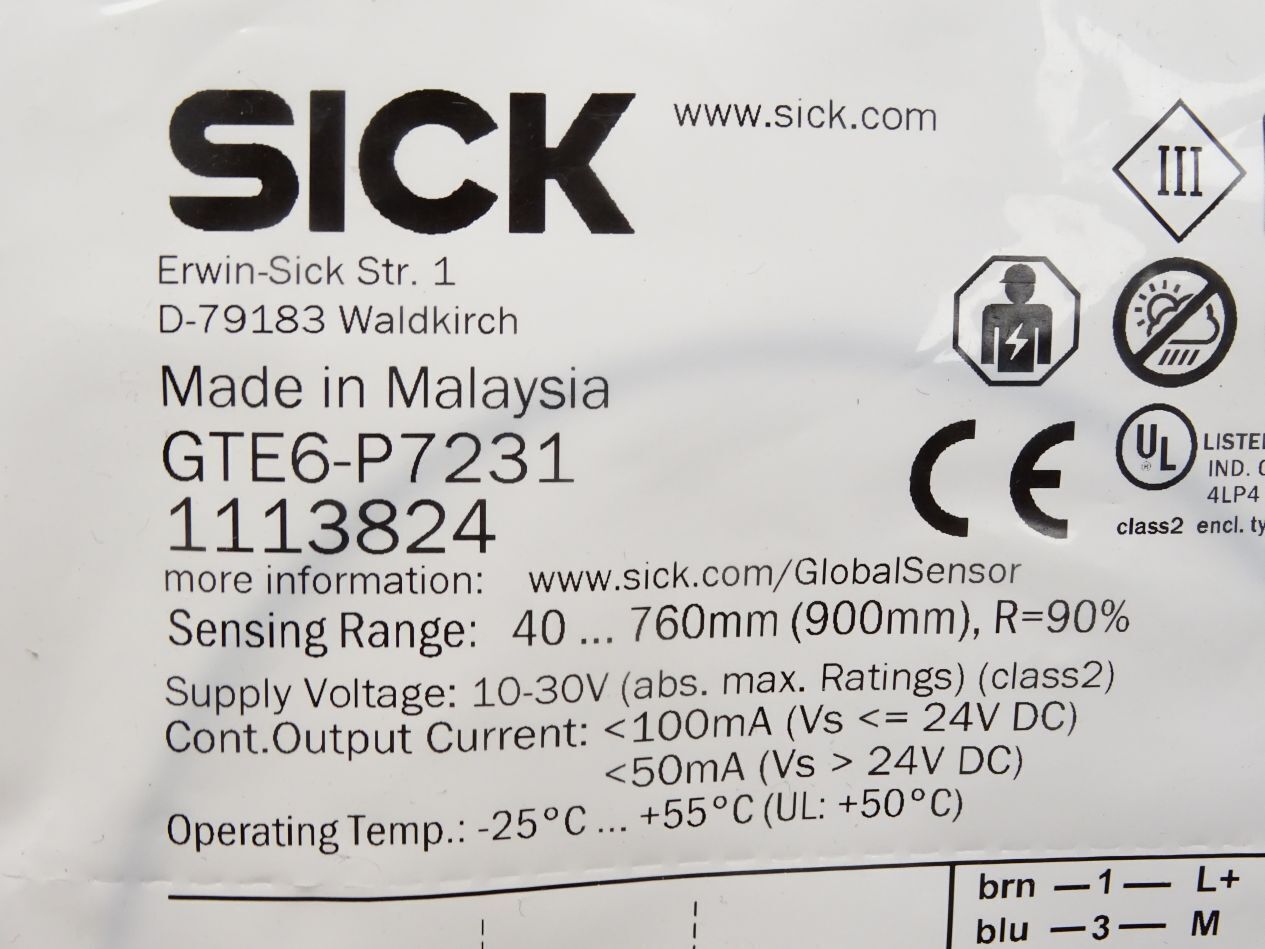 SICK www.sick.com
III
Erwin-Sick Str. 1
D-79183 Waldkirch
Made in Malaysia
GTE6-P7231
1113824
CE
UL
®
LISTE
IND.
4LP4
class2 encl.
more information: www.sick.com/GlobalSensor
Sensing Range: 40 ... 760mm (900mm), R=90%
Supply Voltage: 10-30V (abs. max. Ratings) (class2)
Cont.Output Current: <100mA (Vs <= 24V DC)
<50mA (Vs > 24V DC)
Operating Temp.: -25°C ... +55°C (UL: +50°C)
brn — 1 — L+
blu — 3 — M